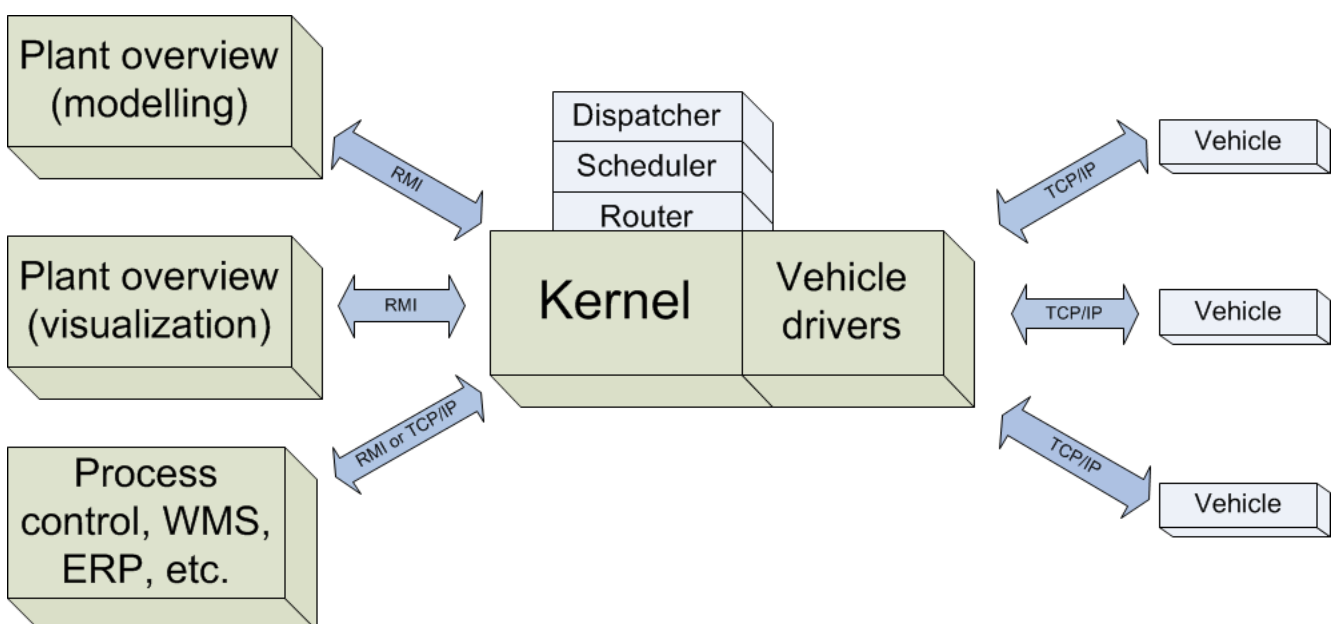 Plant overview
(modelling)
RMI
Dispatcher
Scheduler
Router
TCP/IP
Vehicle
Plant overview
(visualization)
RMI
Kernel
Vehicle
drivers
TCP/IP
Vehicle
Process
control, WMS,
ERP, etc.
RMI or TCP/IP
TCP/IP
Vehicle